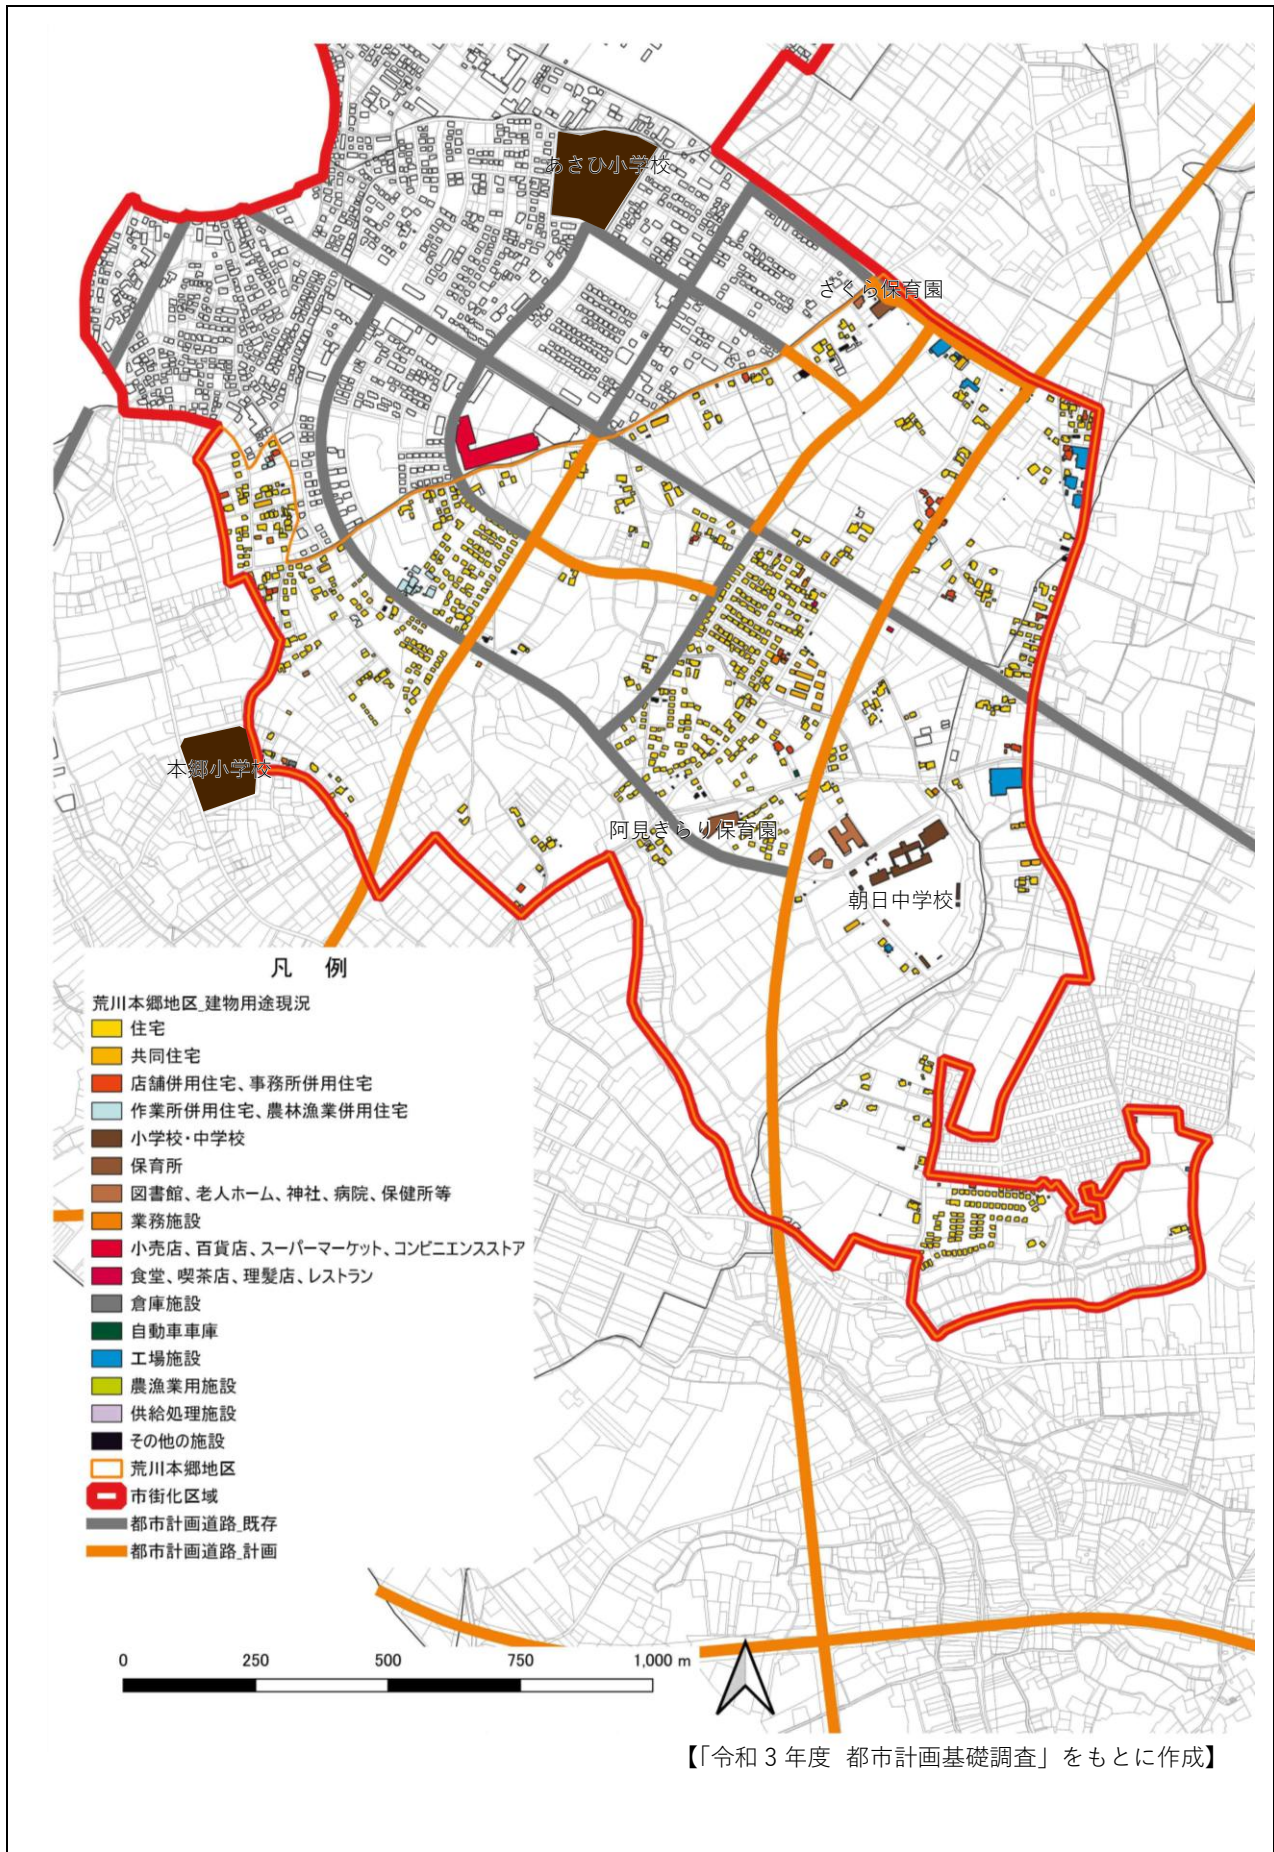 あさひ小学校
さくら保育園
本郷小学校
阿見きらり保育園
朝日中学校
凡 例
荒川本郷地区_建物用途現況
住宅
共同住宅
店舗併用住宅、事務所併用住宅
作業所併用住宅、農林漁業併用住宅
小学校・中学校
保育所
図書館、老人ホーム、神社、病院、保健所等
業務施設
小売店、百貨店、スーパーマーケット、コンビニエンスストア
食堂、喫茶店、理髪店、レストラン
倉庫施設
自動車車庫
工場施設
農漁業用施設
供給処理施設
その他の施設
荒川本郷地区
市街化区域
都市計画道路_既存
都市計画道路_計画
0 250 500 750 1,000 m
【「令和3年度 都市計画基礎調査」をもとに作成】